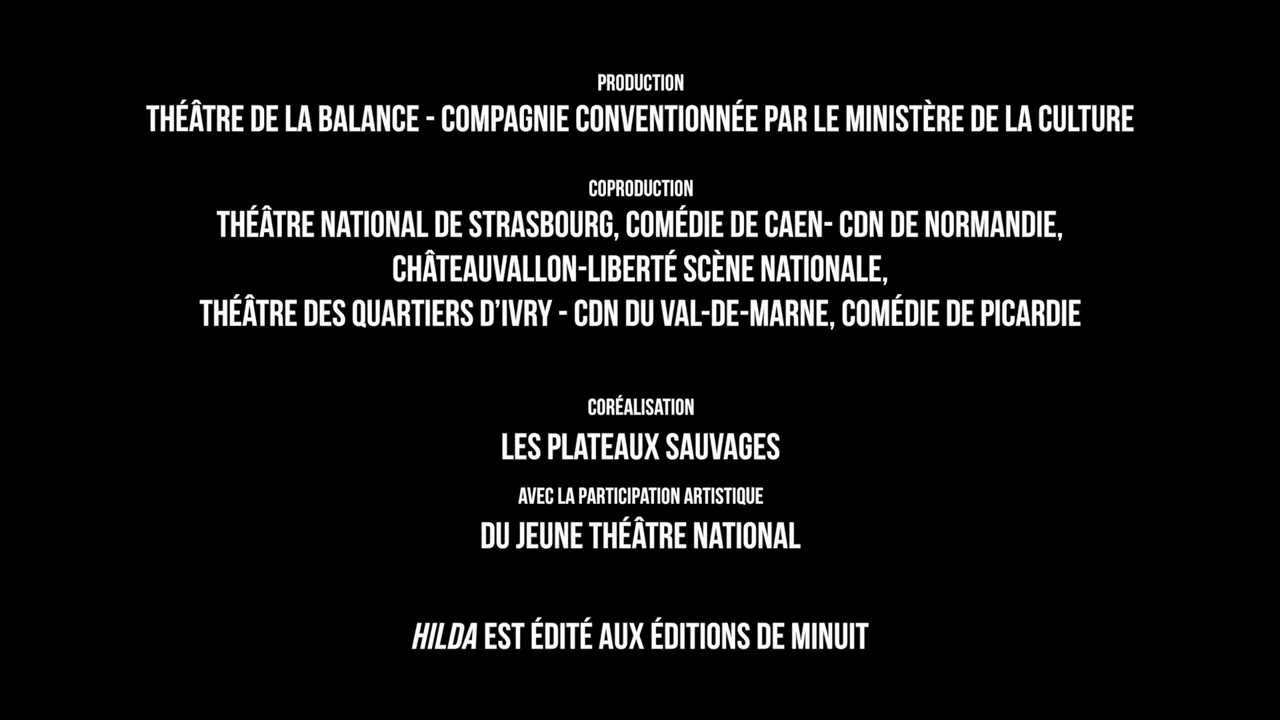 PRODUCTION
THÉÂTRE DE LA BALANCE - COMPAGNIE CONVENTIONNÉE PAR LE MINISTÈRE DE LA CULTURE
COPRODUCTION
THÉÂTRE NATIONAL DE STRASBOURG, COMÉDIE DE CAEN- CDN DE NORMANDIE,
CHÂTEAUVALLON-LIBERTÉ SCÈNE NATIONALE,
THÉÂTRE DES QUARTIERS D’IVRY - CDN DU VAL-DE-MARNE, COMÉDIE DE PICARDIE
CORÉALISATION
LES PLATEAUX SAUVAGES
AVEC LA PARTICIPATION ARTISTIQUE
DU JEUNE THÉÂTRE NATIONAL
HILDA EST ÉDITÉ AUX ÉDITIONS DE MINUIT